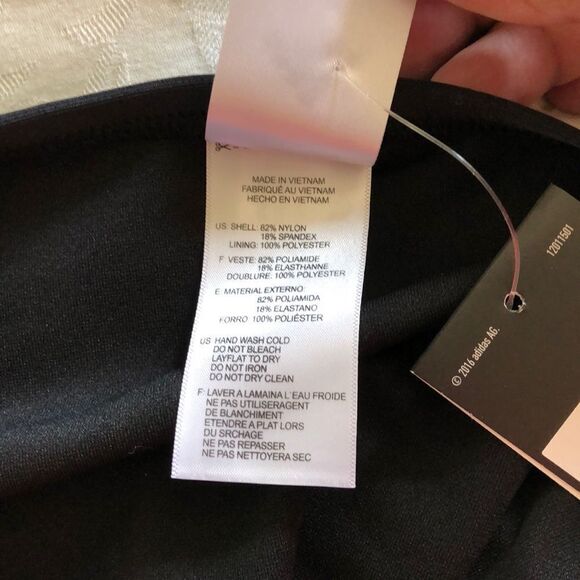 MADE IN VIETNAM
FABRIQUÉ AU VIETNAM
HECHO EN VIETNAM
US: SHELL: 82% NYLON
18% SPANDEX
LINING: 100% POLYESTER
F: VESTE: 82% POLIAMIDE
18% ELASTHANNE
DOUBLURE: 100% POLYESTER
E: MATERIAL EXTERNO:
82% POLIAMIDA
18% ELASTANO
FORRO: 100% POLIÉSTER
US: HAND WASH COLD
DO NOT BLEACH
LAYFLAT TO DRY
DO NOT IRON
DO NOT DRY CLEAN
F: LAVER A LAMAINA L'EAU FROIDE
NE PAS UTILISERAGENT
DE BLANCHIMENT
ETENDRE A PLAT LORS
DU SRCHAGE
NE PAS REPASSER
NE PAS NETTOYERA SEC
12011501
© 2016 adidas AG.